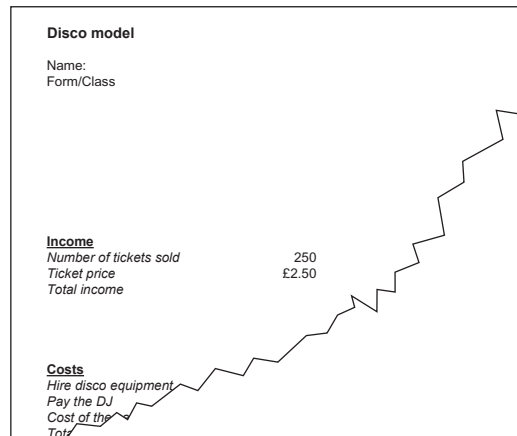 Disco model
Name:
Form/Class
Income
Number of tickets sold 250
Ticket price £2.50
Total income
Costs
Hire disco equipment
Pay the DJ
Cost of the